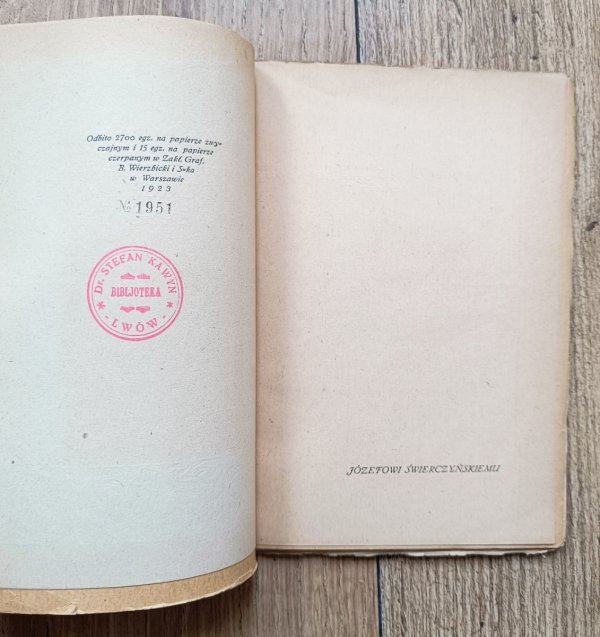 Odbito 2700 egz. na papierze zwy-
czajnym i 15 egz. na papierze
czerpanym w Zakł. Graf.
B. Wierzbicki i S-ka
w Warszawie
1923
№ 1951
Dr. STEFAN KAWYN
BIBLJOTEKA
LWÓW
JÓZEFOWI ŚWIERCZYŃSKIEMU